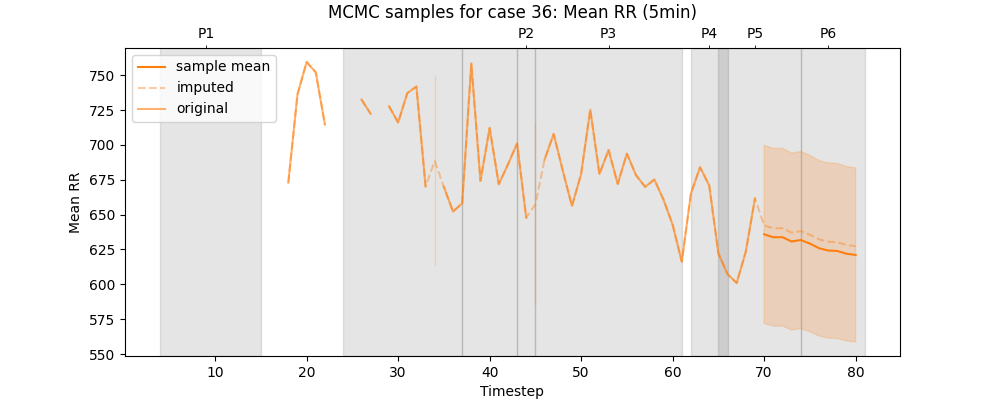 MCMC samples for case 36: Mean RR (5min)
P1 P2 P3 P4 P5 P6
sample mean
imputed
original
750
725
700
675
650
625
600
575
550
Mean RR
10 20 30 40 50 60 70 80
Timestep